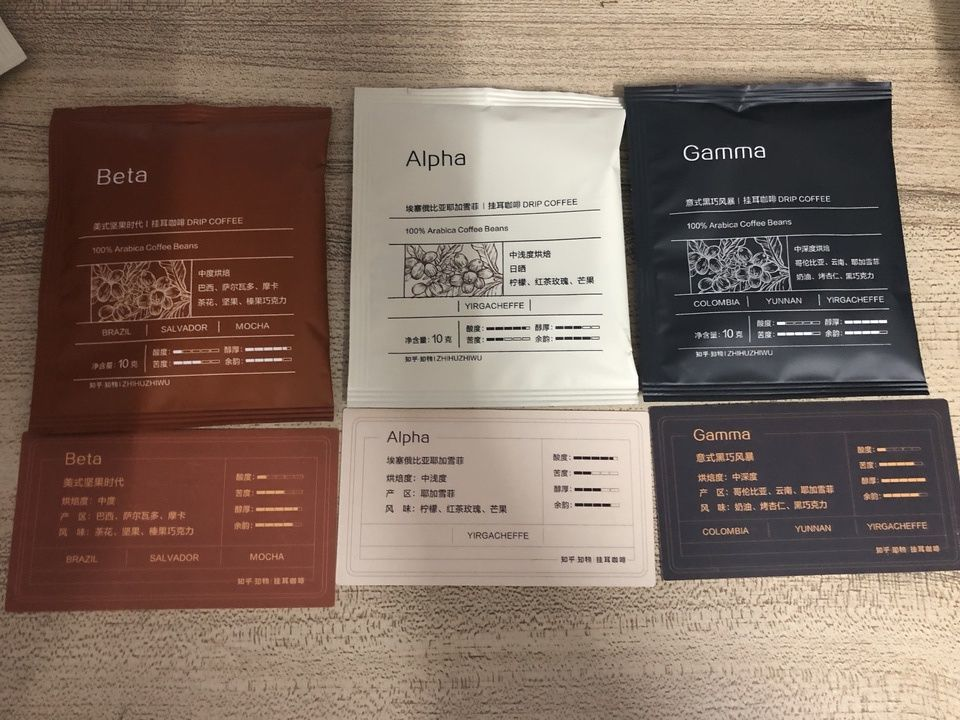 Beta
美式坚果时代 | 挂耳咖啡 DRIP COFFEE
100% Arabica Coffee Beans
中度烘焙
巴西、萨尔瓦多、摩卡
茶花、坚果、榛果巧克力
BRAZIL | SALVADOR | MOCHA
净含量: 10 克
酸度: 醇厚:
苦度: 余韵:
知乎·知物 | ZHIHUZHIWU
Alpha
埃塞俄比亚耶加雪菲 | 挂耳咖啡 DRIP COFFEE
100% Arabica Coffee Beans
中浅度烘焙
日晒
柠檬、红茶玫瑰、芒果
YIRGACHEFFE
净含量: 10 克
酸度: 醇厚:
苦度: 余韵:
知乎·知物 | ZHIHUZHIWU
Gamma
意式黑巧风暴 | 挂耳咖啡 DRIP COFFEE
100% Arabica Coffee Beans
中深度烘焙
哥伦比亚、云南、耶加雪菲
奶油、烤杏仁、黑巧克力
COLOMBIA | YUNNAN | YIRGACHEFFE
净含量: 10 克
酸度: 醇厚:
苦度: 余韵:
知乎·知物 | ZHIHUZHIWU
Beta
美式坚果时代
烘焙度: 中度
产 区: 巴西、萨尔瓦多、摩卡
风 味: 茶花、坚果、榛果巧克力
酸度:
苦度:
醇厚:
余韵:
BRAZIL | SALVADOR | MOCHA
知乎·知物 | 挂耳咖啡
Alpha
埃塞俄比亚耶加雪菲
烘焙度: 中浅度
产 区: 耶加雪菲
风 味: 柠檬、红茶玫瑰、芒果
酸度:
苦度:
醇厚:
余韵:
YIRGACHEFFE
知乎·知物 | 挂耳咖啡
Gamma
意式黑巧风暴
烘焙度: 中深度
产 区: 哥伦比亚、云南、耶加雪菲
风 味: 奶油、烤杏仁、黑巧克力
酸度:
苦度:
醇厚:
余韵:
COLOMBIA | YUNNAN | YIRGACHEFFE
知乎·知物 | 挂耳咖啡